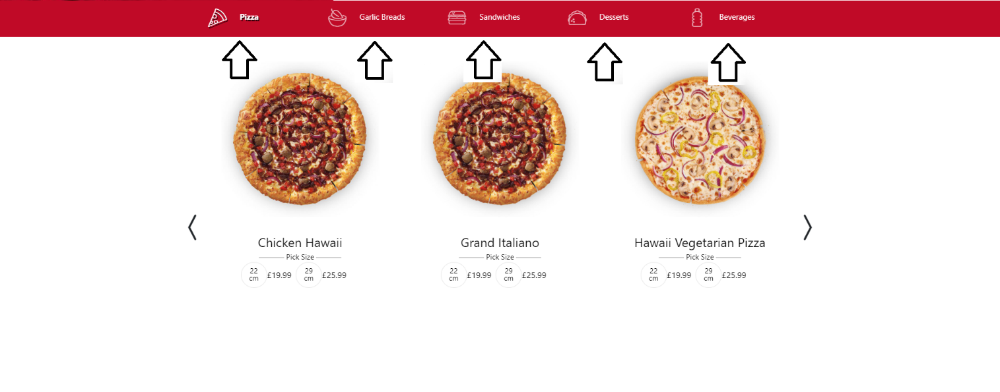 Pizza Garlic Breads Sandwiches Desserts Beverages
Chicken Hawaii Grand Italiano Hawaii Vegetarian Pizza
Pick Size Pick Size Pick Size
22 cm £19.99 29 cm £25.99 22 cm £19.99 29 cm £25.99 22 cm £19.99 29 cm £25.99